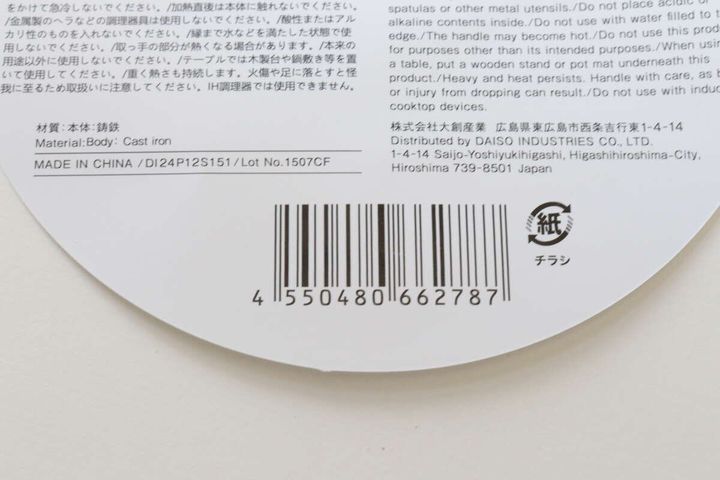 をかけて急冷しないでください。/加熱直後は本体に触れないでください。
/金属製のヘラなどの調理器具は使用しないでください。/酸性またはアル
カリ性のものを入れないでください。/縁まで水などを満たした状態で使
用しないでください。/取っ手の部分が熱くなる場合があります。/本来の
用途以外に使用しないでください。/テーブルでは木製台や鍋敷き等を置
いて使用してください。/重く熱さも持続します。火傷や足に落とすと怪
我に至るため取扱いに注意してください。IH調理器では使用できません。
材質:本体:鋳鉄
Material:Body: Cast iron
MADE IN CHINA /DI24P12S151/Lot No.1507CF
spatulas or other metal utensils./Do not place acidic or
alkaline contents inside./Do not use with water filled to t
edge./The handle may become hot./Do not use this prod
for purposes other than its intended purposes./When usin
a table, put a wooden stand or pot mat underneath this
product./Heavy and heat persists. Handle with care, as b
or injury from dropping can result./Do not use with induc
cooktop devices.
株式会社大創産業 広島県東広島市西条吉行東1-4-14
Distributed by DAISO INDUSTRIES CO., LTD.
1-4-14 Saijo-Yoshiyukihigashi, Higashihiroshima-City,
Hiroshima 739-8501 Japan
紙
チラシ
4 550480 662787